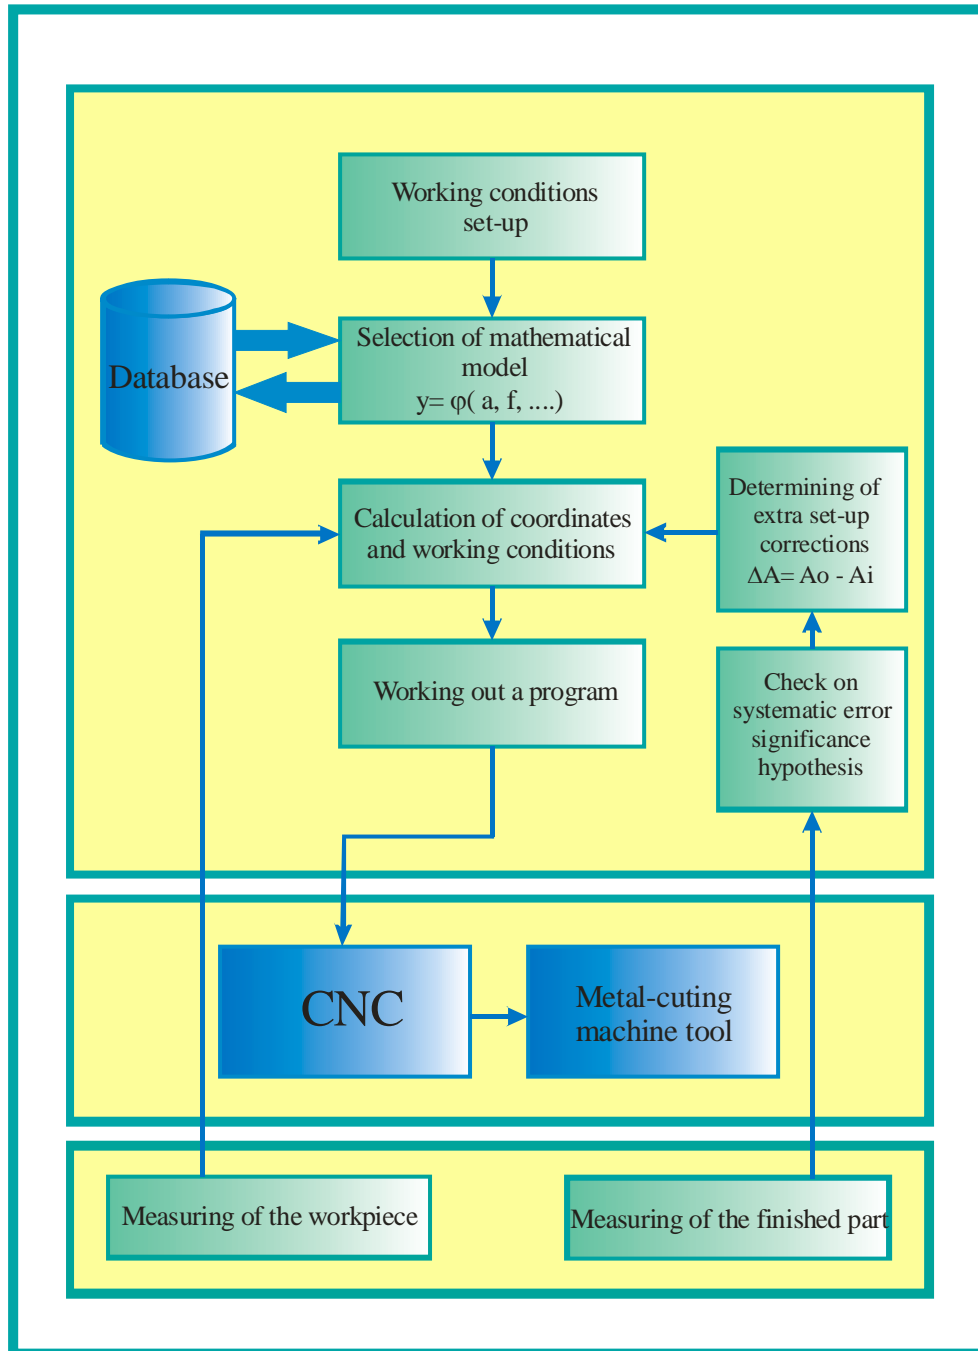 Working conditions
set-up
Database
Selection of mathematical
model
y= φ( a, f, ....)
Calculation of coordinates
and working conditions
Determining of
extra set-up
corrections
ΔA= Ao - Ai
Working out a program
Check on
systematic error
significance
hypothesis
CNC
Metal-cuting
machine tool
Measuring of the workpiece
Measuring of the finished part